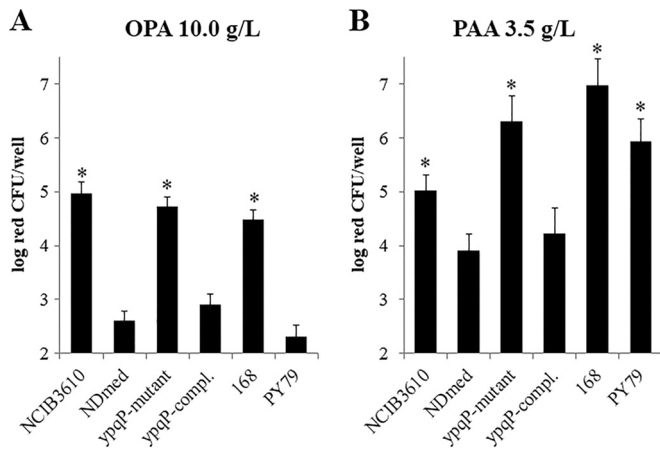 A OPA 10.0 g/L
log red CFU/well
7
*
6
5
4
3
2
*
*
*
NCIB3610
NDmed
ypqP-mutant
ypqP-compl.
168
PY79
B PAA 3.5 g/L
log red CFU/well
7
6
5
4
3
2
*
*
*
*
NCIB3610
NDmed
ypqP-mutant
ypqP-compl.
168
PY79